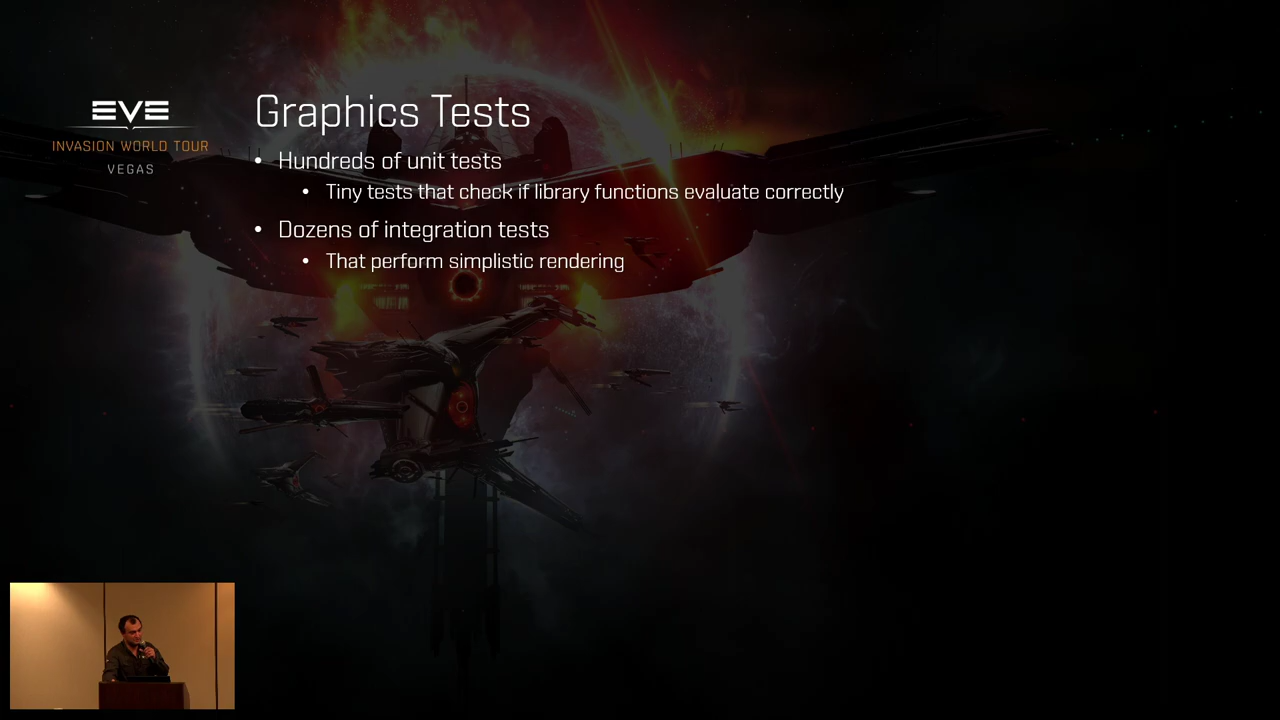 EVE
INVASION WORLD TOUR
VEGAS
Graphics Tests
• Hundreds of unit tests
• Tiny tests that check if library functions evaluate correctly
• Dozens of integration tests
• That perform simplistic rendering